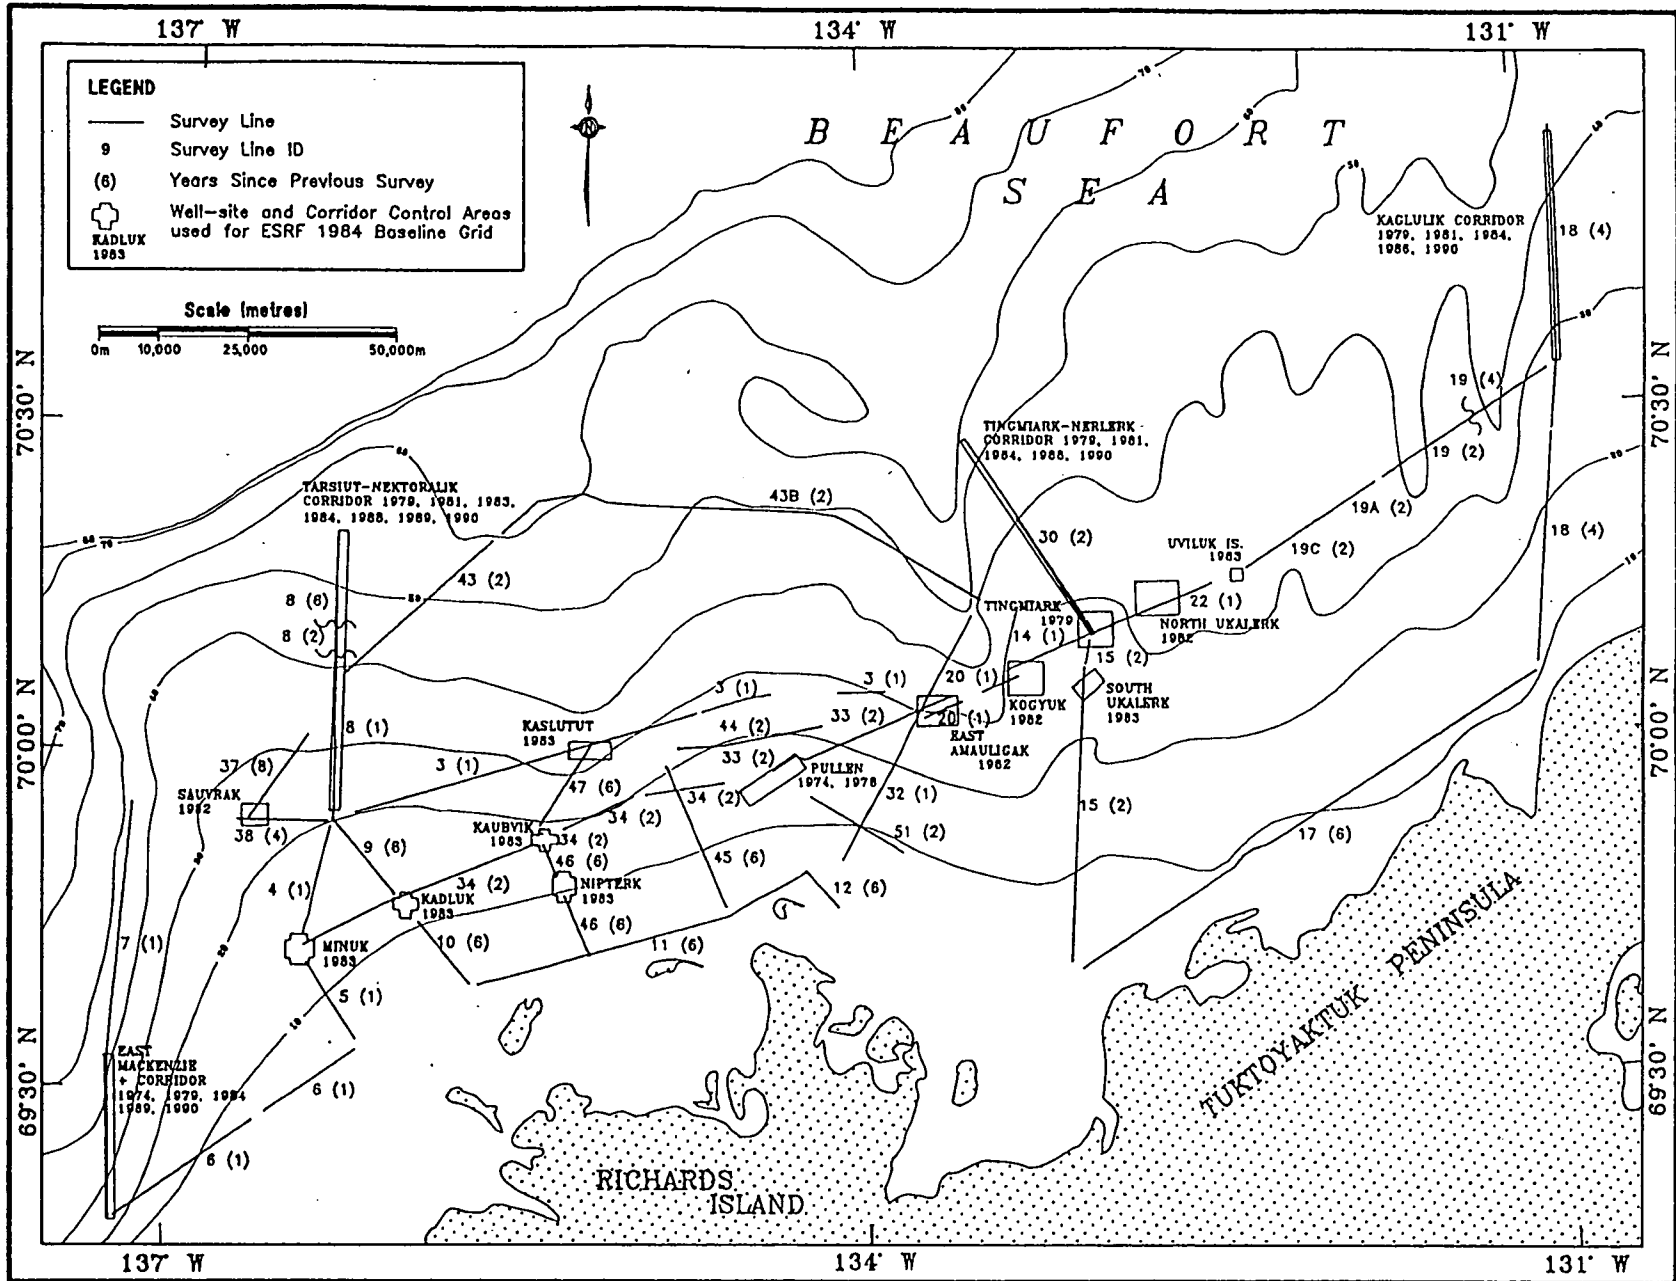 137° W
134° W
131° W
LEGEND
Survey Line
9
Survey Line ID
(6)
Years Since Previous Survey
Well-site and Corridor Control Areas
used for ESRF 1984 Baseline Grid
KADLUK
1983
N
Scale (metres)
0m
10,000
25,000
50,000m
BEAUFORT
SEA
70°30' N
70°00' N
69°30' N
70°30' N
70°00' N
69°30' N
KAGLULIK CORRIDOR
1979, 1981, 1984,
1986, 1990
18 (4)
19 (4)
19 (2)
19A (2)
19C (2)
18 (4)
TINGMIARK-NERLERK
CORRIDOR 1979, 1981,
1984, 1988, 1990
30 (2)
43B (2)
TARSIUT-NEKTORALIK
CORRIDOR 1979, 1981, 1983,
1984, 1988, 1989, 1990
43 (2)
8 (6)
8 (2)
8 (1)
UVILUK IS.
1983
22 (1)
NORTH UKALERK
1982
TINGMIARK
1979
14 (1)
15 (2)
SOUTH
UKALERK
1983
20 (1)
KOGYUK
1982
20 (1)
EAST
AMAULIGAK
1982
3 (1)
3 (1)
44 (2)
33 (2)
33 (2)
KASLUTUT
1983
3 (1)
47 (6)
PULLEN
1974, 1978
34 (2)
34 (2)
37 (8)
SAUVRAK
1982
38 (4)
KAUBVIK
1983
34 (2)
46 (6)
9 (6)
34 (2)
NIPTERK
1983
46 (6)
KADLUK
1983
4 (1)
MINUK
1983
10 (6)
45 (6)
32 (1)
51 (2)
12 (6)
11 (6)
15 (2)
17 (6)
7 (1)
5 (1)
EAST
MACKENZIE
+ CORRIDOR
1974, 1979, 1984
1989, 1990
6 (1)
6 (1)
RICHARDS
ISLAND
TUKTOYAKTUK PENINSULA
137° W
134° W
131° W